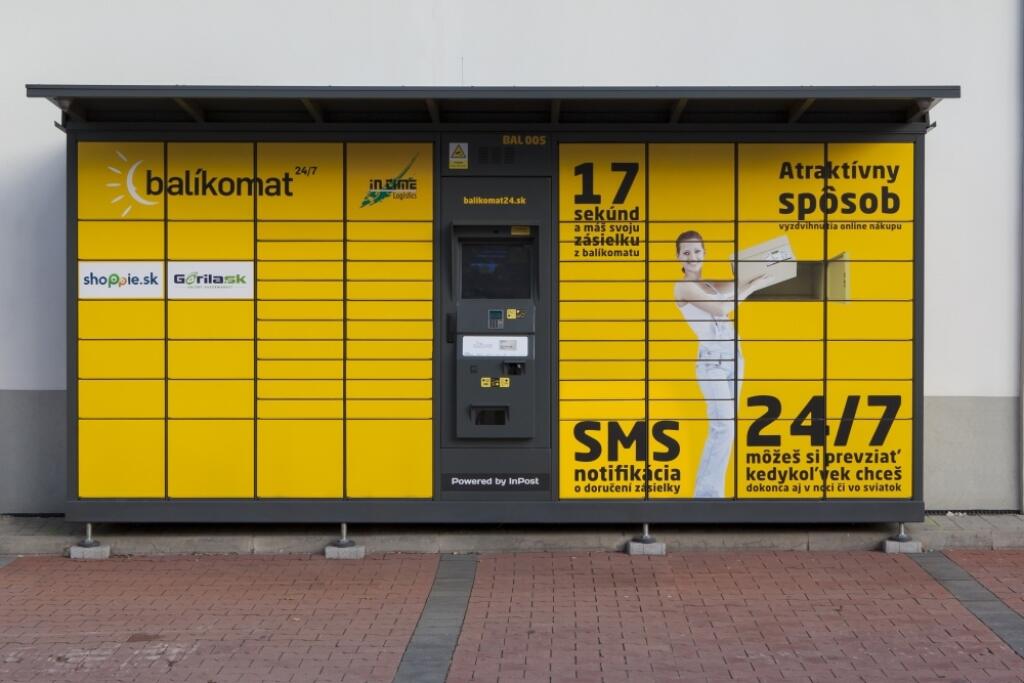 balíkomat 24/7
IN TIME
Logistics
shoppie.sk
Gorila.sk
BAL 005
balikomat24.sk
Powered by InPost
17
sekúnd
a máš svoju
zásielku
z balíkomatu
Atraktívny
spôsob
vyzdvihnutia online nákupu
SMS
notifikácia
o doručení zásielky
24/7
môžeš si prevziať
kedykoľvek chceš
dokonca aj v noci či vo sviatok